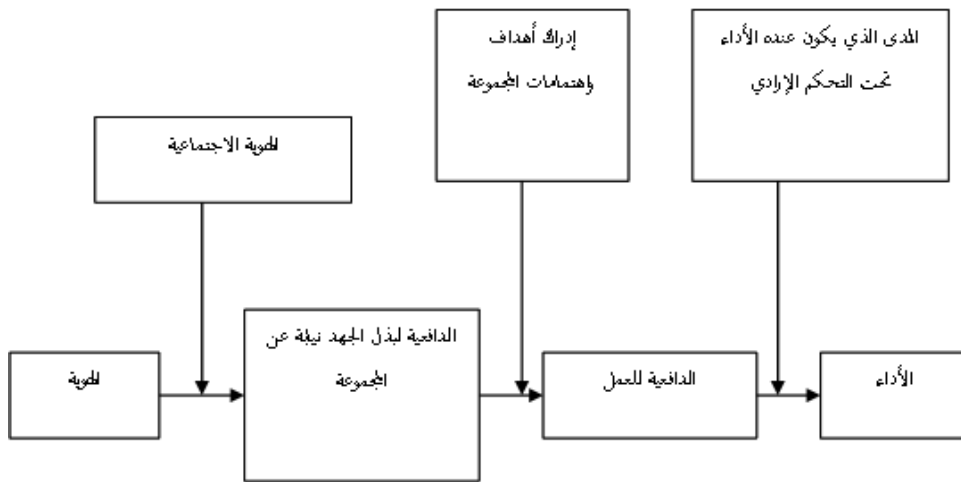 إدراك أهداف
واهتمامات المجموعة
المدى الذي يكون عنده الأداء
تحت التحكم الإرادي
الهوية الاجتماعية
الدافعية لبذل الجهد نيابة عن
المجموعة
الهوية
الدافعية للعمل
الأداء